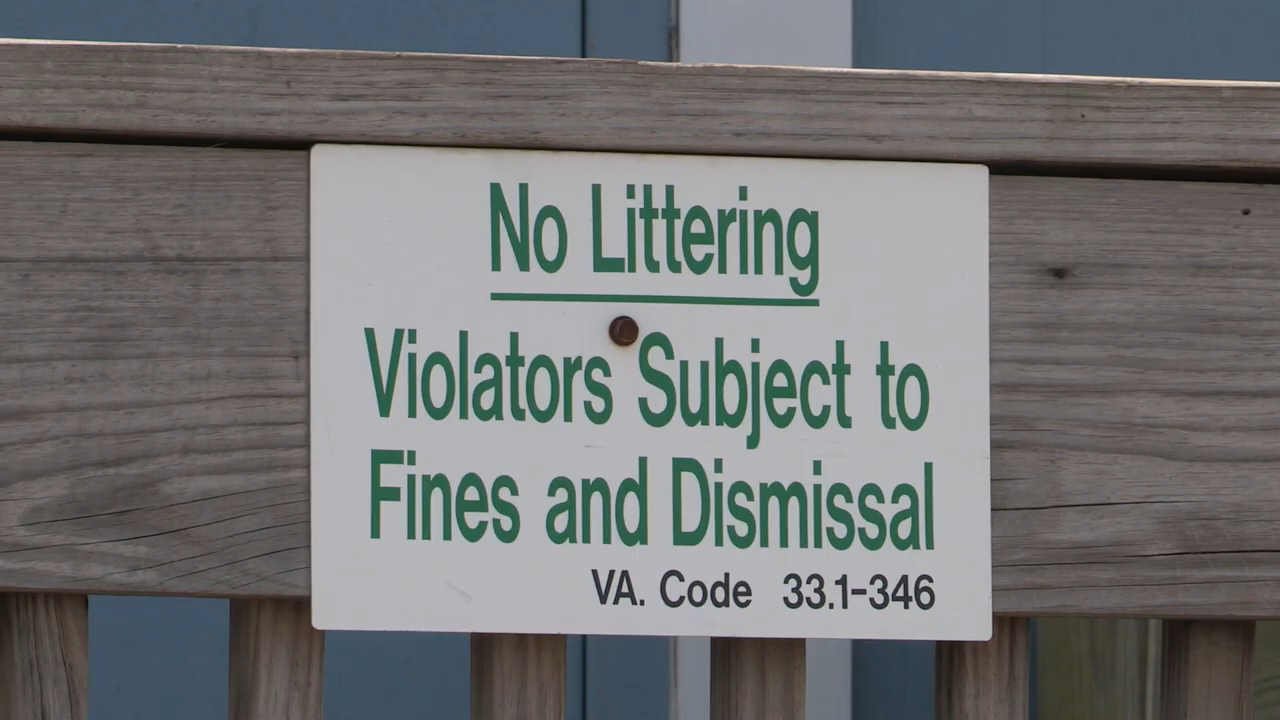 No Littering
Violators Subject to
Fines and Dismissal
VA. Code 33.1-346